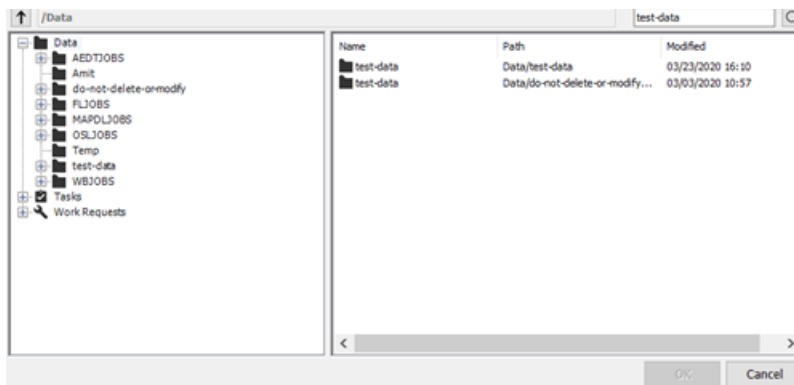 /Data
test-data
Data
AEDTJOBS
Amit
do-not-delete-or-modify
FLJOBS
MAPDLJOBS
OSLJOBS
Temp
test-data
WBJOBS
Tasks
Work Requests
Name Path Modified
test-data Data/test-data 03/23/2020 16:10
test-data Data/do-not-delete-or-modify... 03/03/2020 10:57
OK Cancel